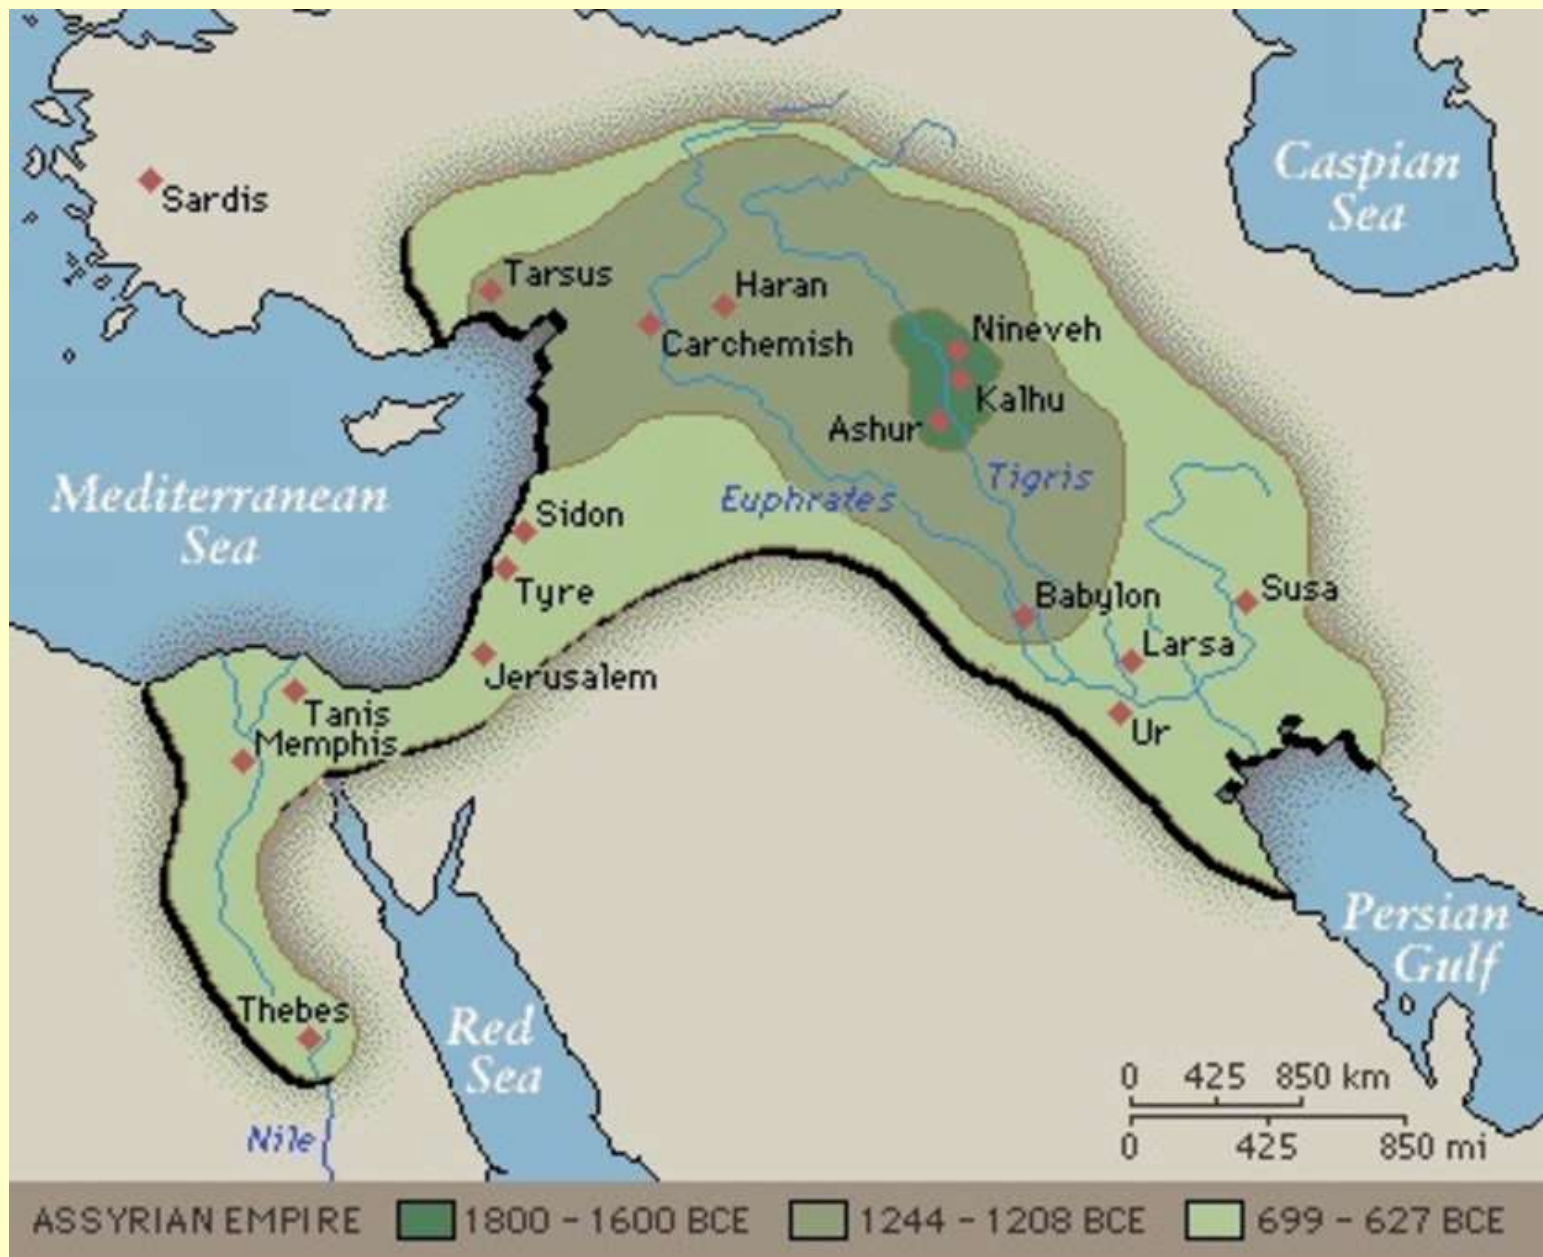 Caspian
Sea
Sardis
Tarsus
Haran
Carchemish
Nineveh
Kalhu
Ashur
Mediterranean
Sea
Euphrates
Tigris
Sidon
Tyre
Babylon
Susa
Larsa
Jerusalem
Tanis
Memphis
Ur
Persian
Gulf
Thebes
Red
Sea
Nile
0 425 850 km
0 425 850 mi
ASSYRIAN EMPIRE 1800 - 1600 BCE 1244 - 1208 BCE 699 - 627 BCE